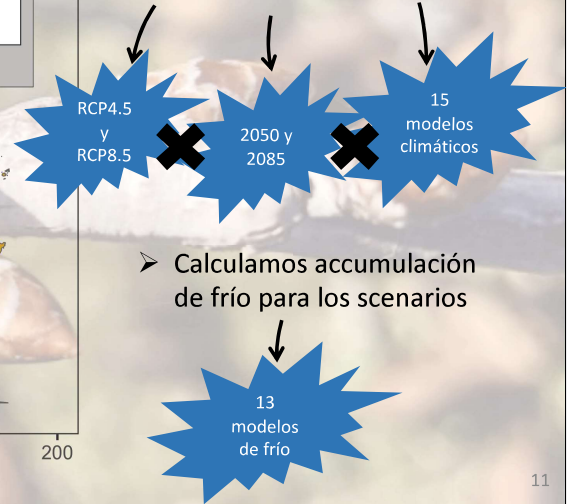 RCP4.5
y
RCP8.5
2050 y
2085
15
modelos
climáticos
➢ Calculamos accumulación
de frío para los scenarios
13
modelos
de frío
200
11